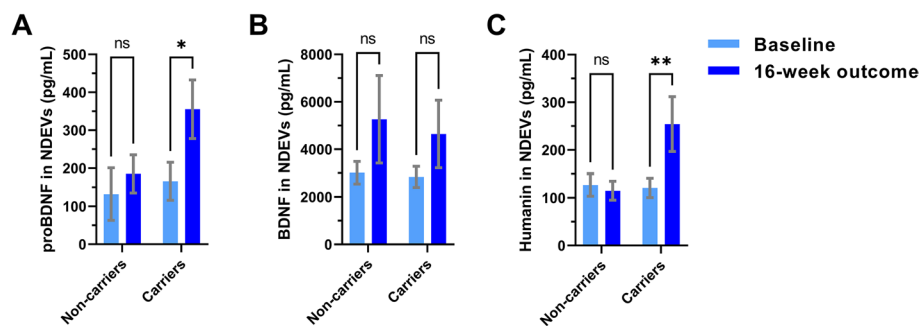 A
proBDNF in NDEVs (pg/mL)
500
400
300
200
100
0
ns
*
Non-carriers
Carriers
B
BDNF in NDEVs (pg/mL)
8000
6000
4000
2000
0
ns
ns
Non-carriers
Carriers
C
Humanin in NDEVs (pg/mL)
400
300
200
100
0
ns
**
Non-carriers
Carriers
Baseline
16-week outcome